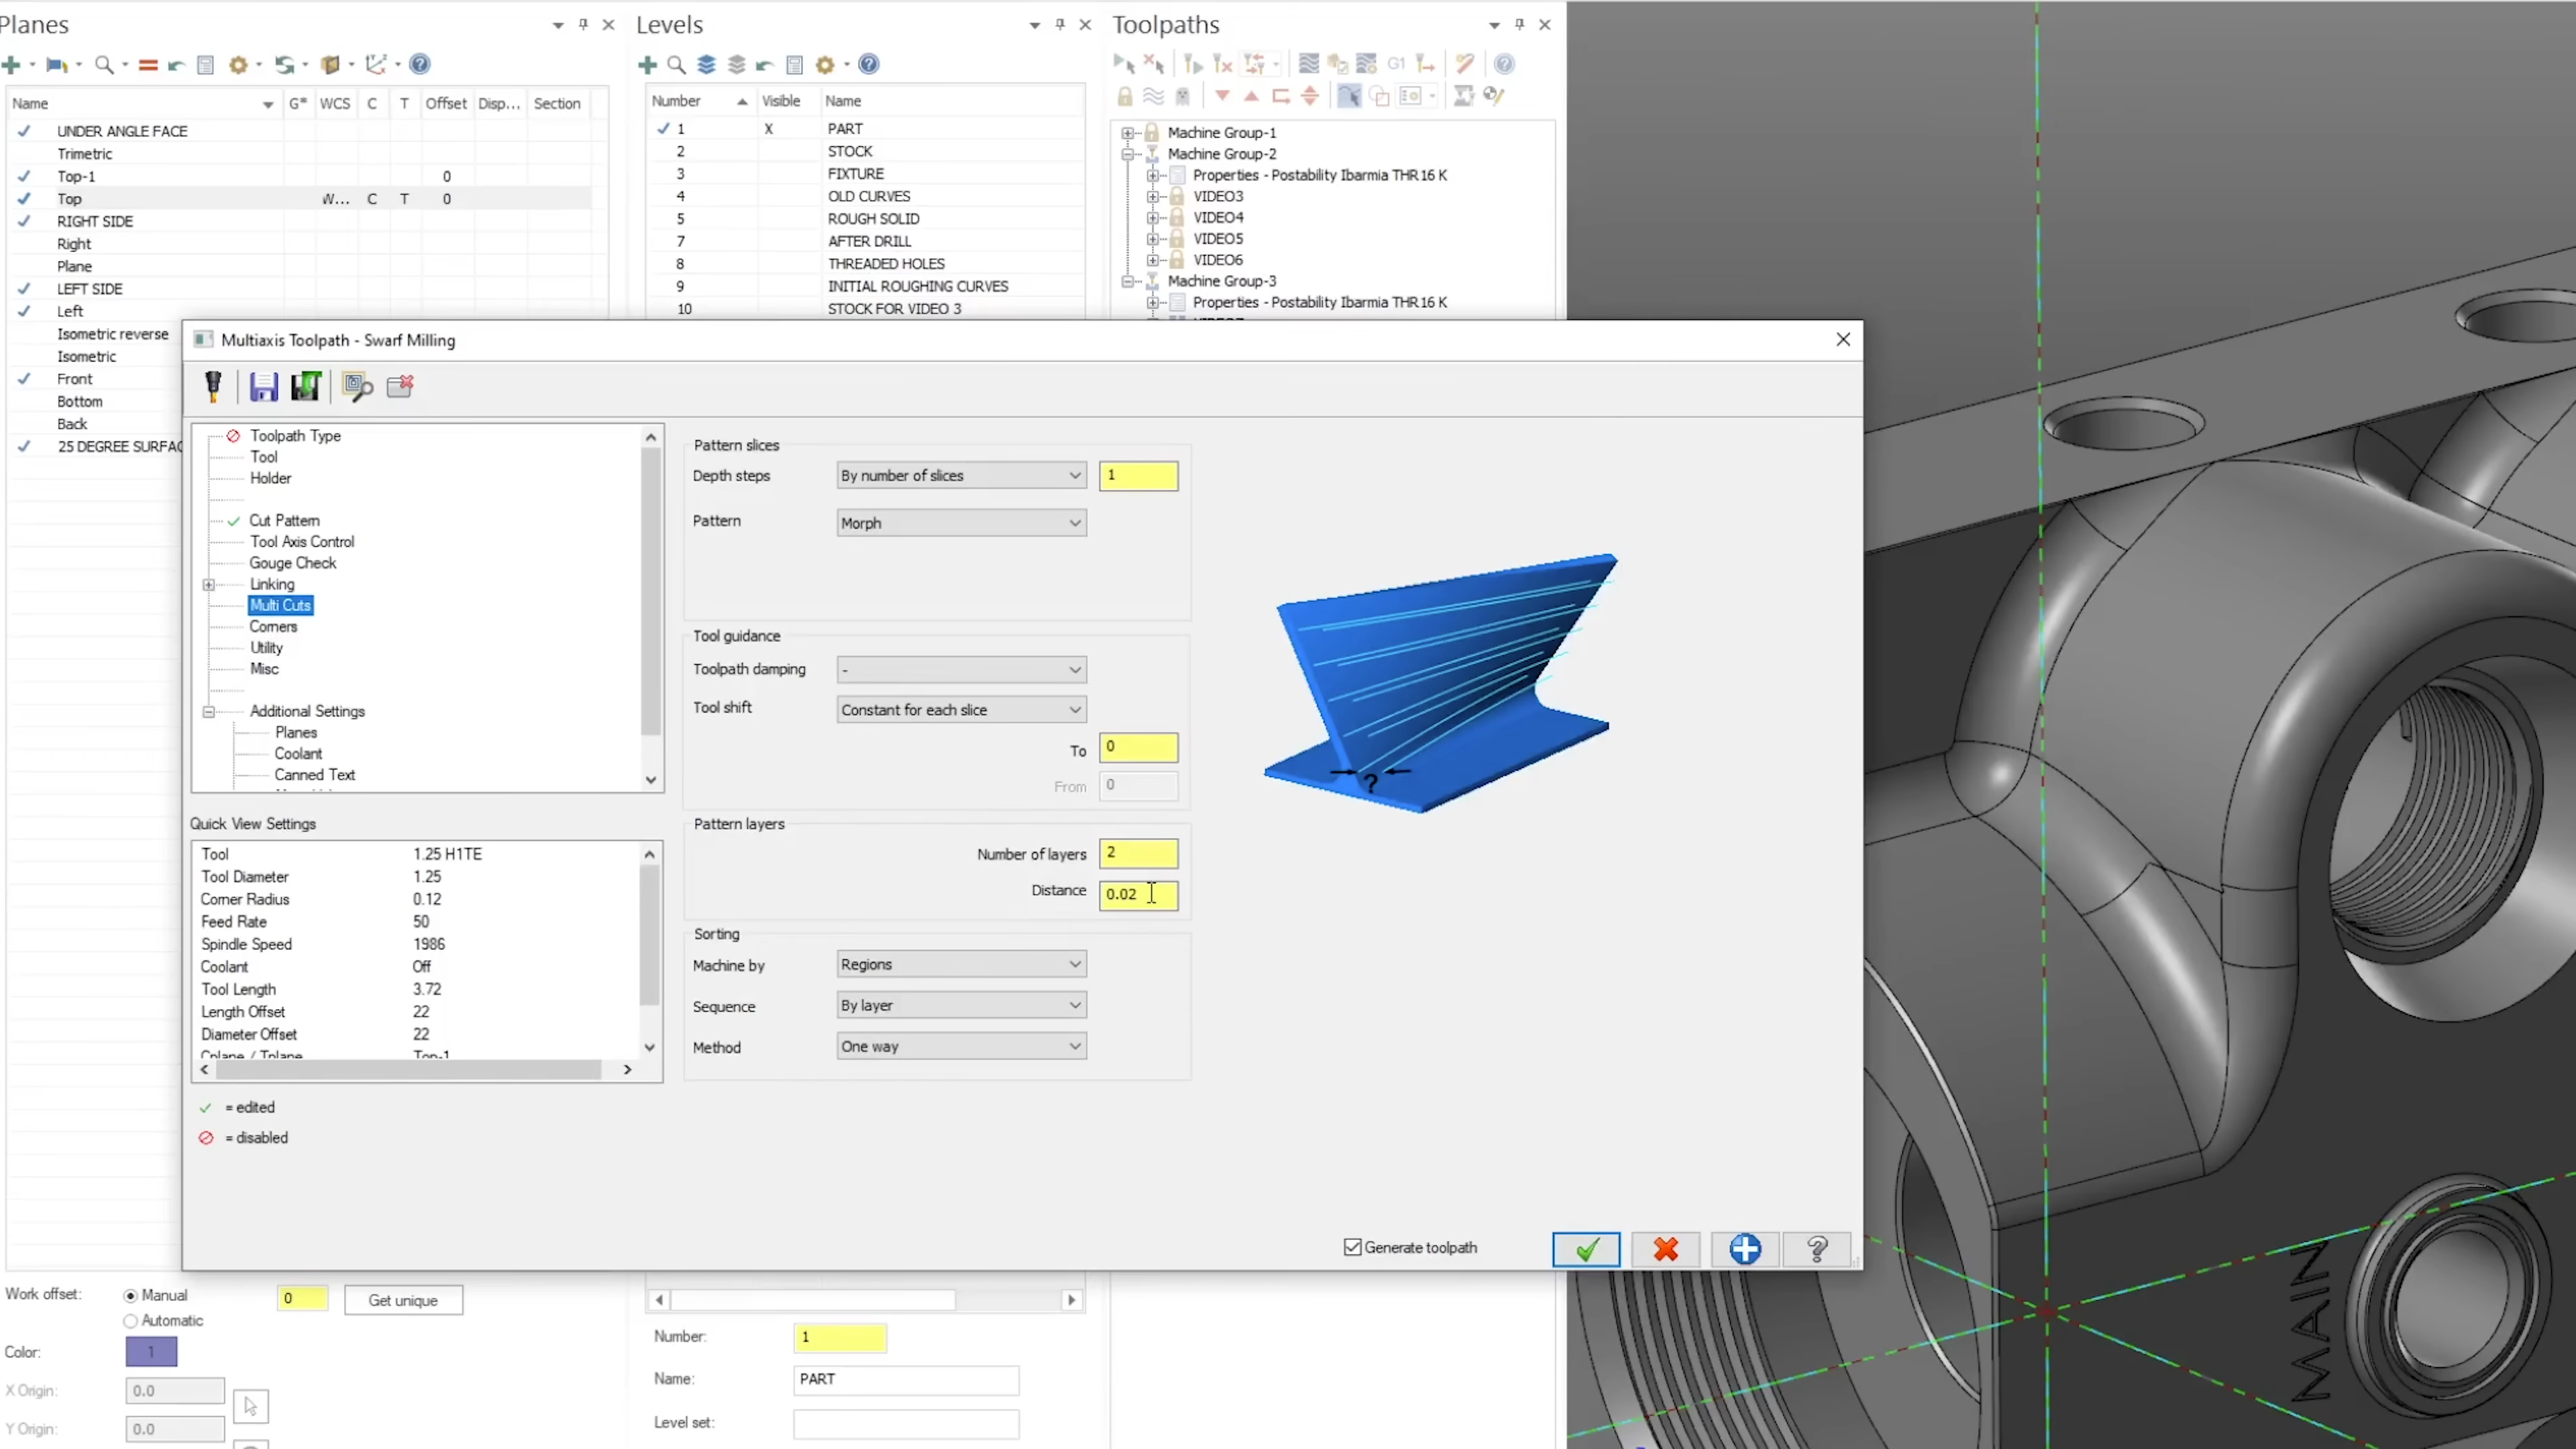 Planes
Levels
Toolpaths
G1
Name G* WCS C T Offset Disp... Section
UNDER ANGLE FACE
Trimetric
Top-1 0
Top W... C T 0
RIGHT SIDE
Right
Plane
LEFT SIDE
Left
Isometric reverse
Isometric
Front
Bottom
Back
25 DEGREE SURFAC
Number Visible Name
1 X PART
2 STOCK
3 FIXTURE
4 OLD CURVES
5 ROUGH SOLID
7 AFTER DRILL
8 THREADED HOLES
9 INITIAL ROUGHING CURVES
10 STOCK FOR VIDEO 3
Machine Group-1
Machine Group-2
Properties - Postability Ibarmia THR16 K
VIDEO3
VIDEO4
VIDEO5
VIDEO6
Machine Group-3
Properties - Postability Ibarmia THR16 K
Multiaxis Toolpath - Swarf Milling
Toolpath Type
Tool
Holder
Cut Pattern
Tool Axis Control
Gouge Check
Linking
Multi Cuts
Corners
Utility
Misc
Additional Settings
Planes
Coolant
Canned Text
Quick View Settings
Tool 1.25 H1TE
Tool Diameter 1.25
Corner Radius 0.12
Feed Rate 50
Spindle Speed 1986
Coolant Off
Tool Length 3.72
Length Offset 22
Diameter Offset 22
Cplane / Tplane Top-1
= edited
= disabled
Pattern slices
Depth steps By number of slices 1
Pattern Morph
Tool guidance
Toolpath damping -
Tool shift Constant for each slice
To 0
From 0
Pattern layers
Number of layers 2
Distance 0.02
Sorting
Machine by Regions
Sequence By layer
Method One way
?
Generate toolpath
Work offset: Manual 0 Get unique
Automatic
Color: 1
X Origin: 0.0
Y Origin: 0.0
Number: 1
Name: PART
Level set:
MAIN